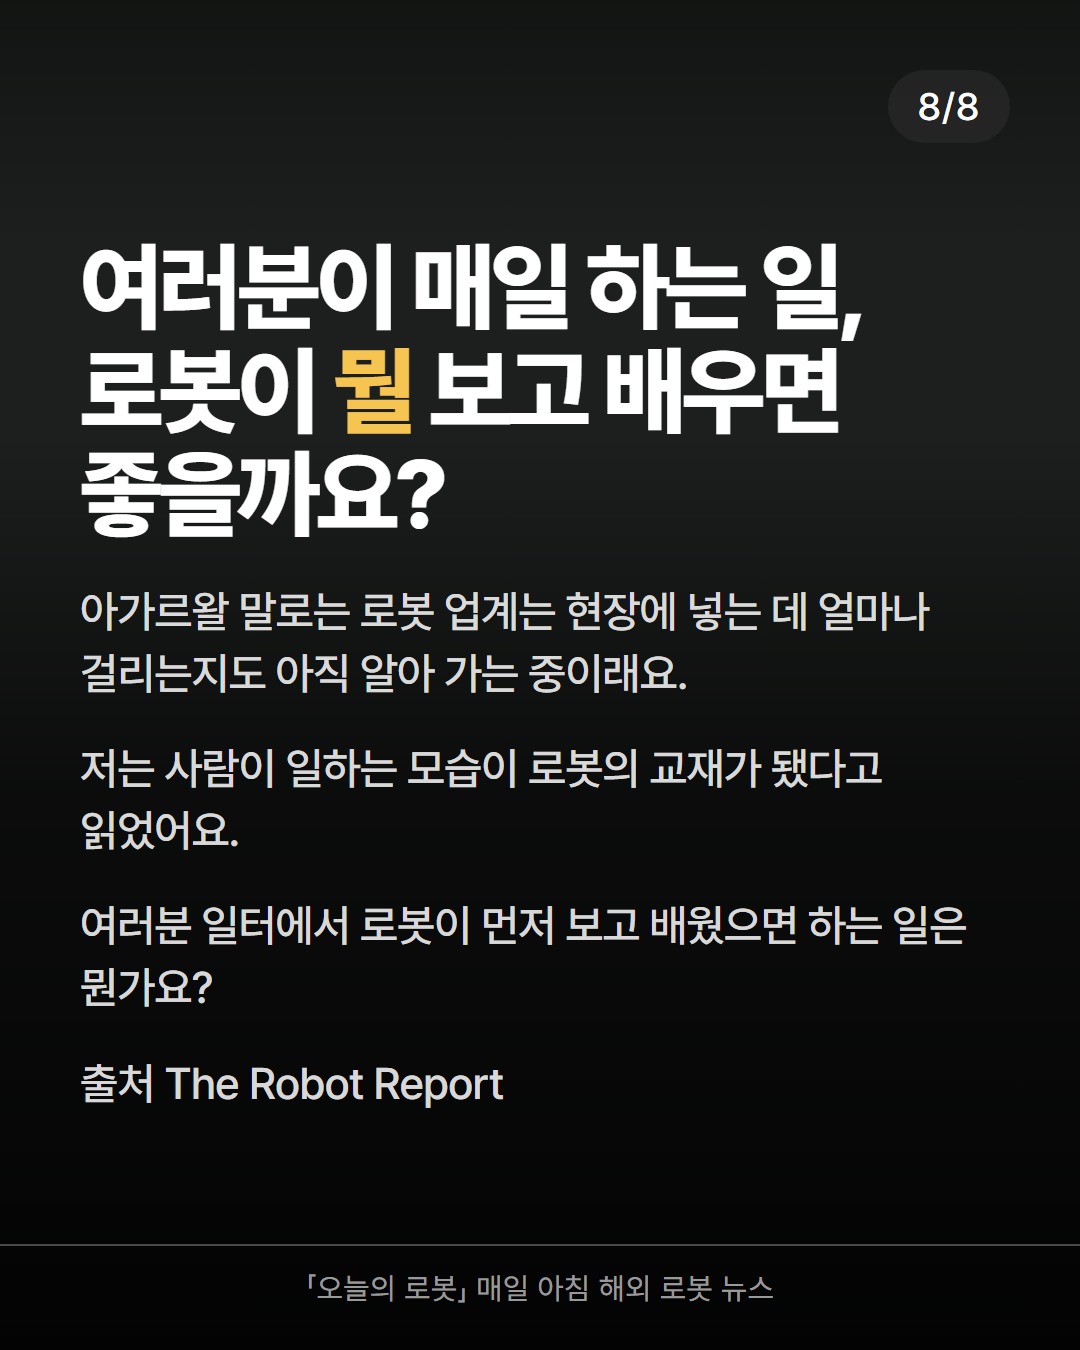 8/8
여러분이 매일 하는 일,
로봇이 뭘 보고 배우면
좋을까요?
아가르왈 말로는 로봇 업계는 현장에 넣는 데 얼마나
걸리는지도 아직 알아 가는 중이래요.
저는 사람이 일하는 모습이 로봇의 교재가 됐다고
읽었어요.
여러분 일터에서 로봇이 먼저 보고 배웠으면 하는 일은
뭔가요?
출처 The Robot Report
「오늘의 로봇」 매일 아침 해외 로봇 뉴스